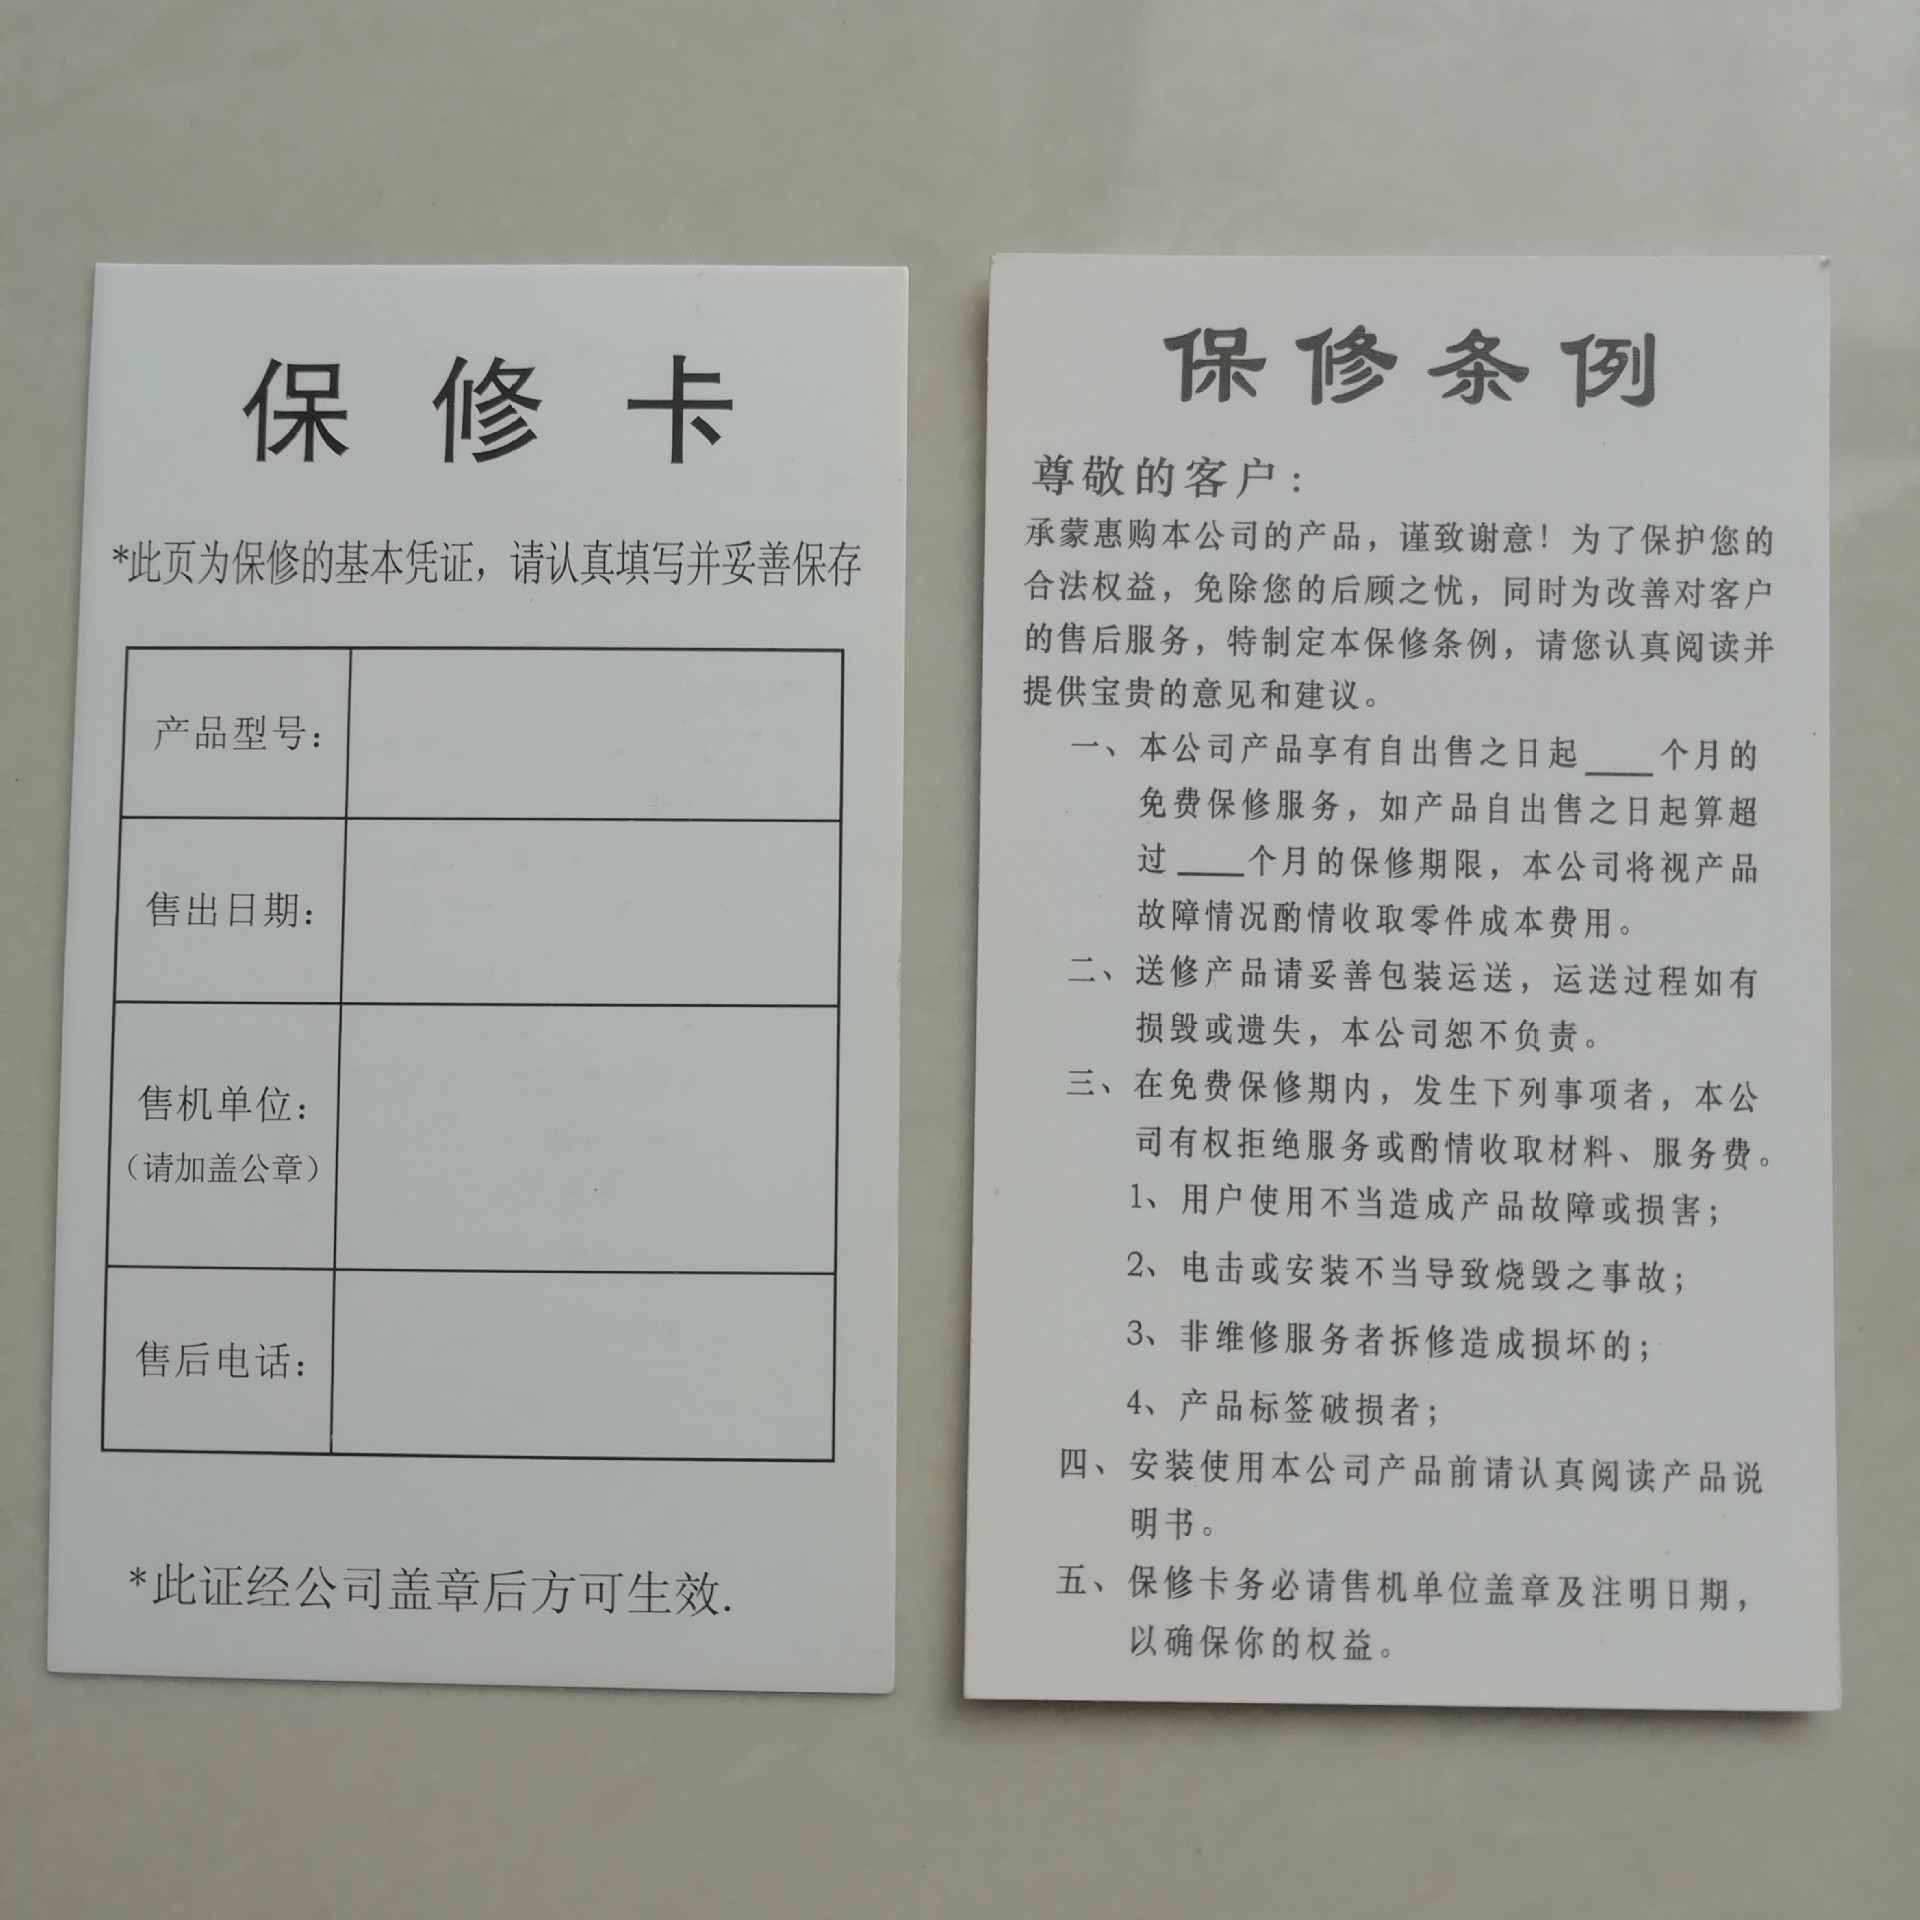 保修卡
*此页为保修的基本凭证，请认真填写并妥善保存
产品型号：
售出日期：
售机单位：
（请加盖公章）
售后电话：
*此证经公司盖章后方可生效.
保修条例
尊敬的客户：
承蒙惠购本公司的产品，谨致谢意！为了保护您的
合法权益，免除您的后顾之忧，同时为改善对客户
的售后服务，特制定本保修条例，请您认真阅读并
提供宝贵的意见和建议。
一、本公司产品享有自出售之日起____个月的
免费保修服务，如产品自出售之日起算超
过____个月的保修期限，本公司将视产品
故障情况酌情收取零件成本费用。
二、送修产品请妥善包装运送，运送过程如有
损毁或遗失，本公司恕不负责。
三、在免费保修期内，发生下列事项者，本公
司有权拒绝服务或酌情收取材料、服务费。
1、用户使用不当造成产品故障或损害；
2、电击或安装不当导致烧毁之事故；
3、非维修服务者拆修造成损坏的；
4、产品标签破损者；
四、安装使用本公司产品前请认真阅读产品说
明书。
五、保修卡务必请售机单位盖章及注明日期，
以确保你的权益。